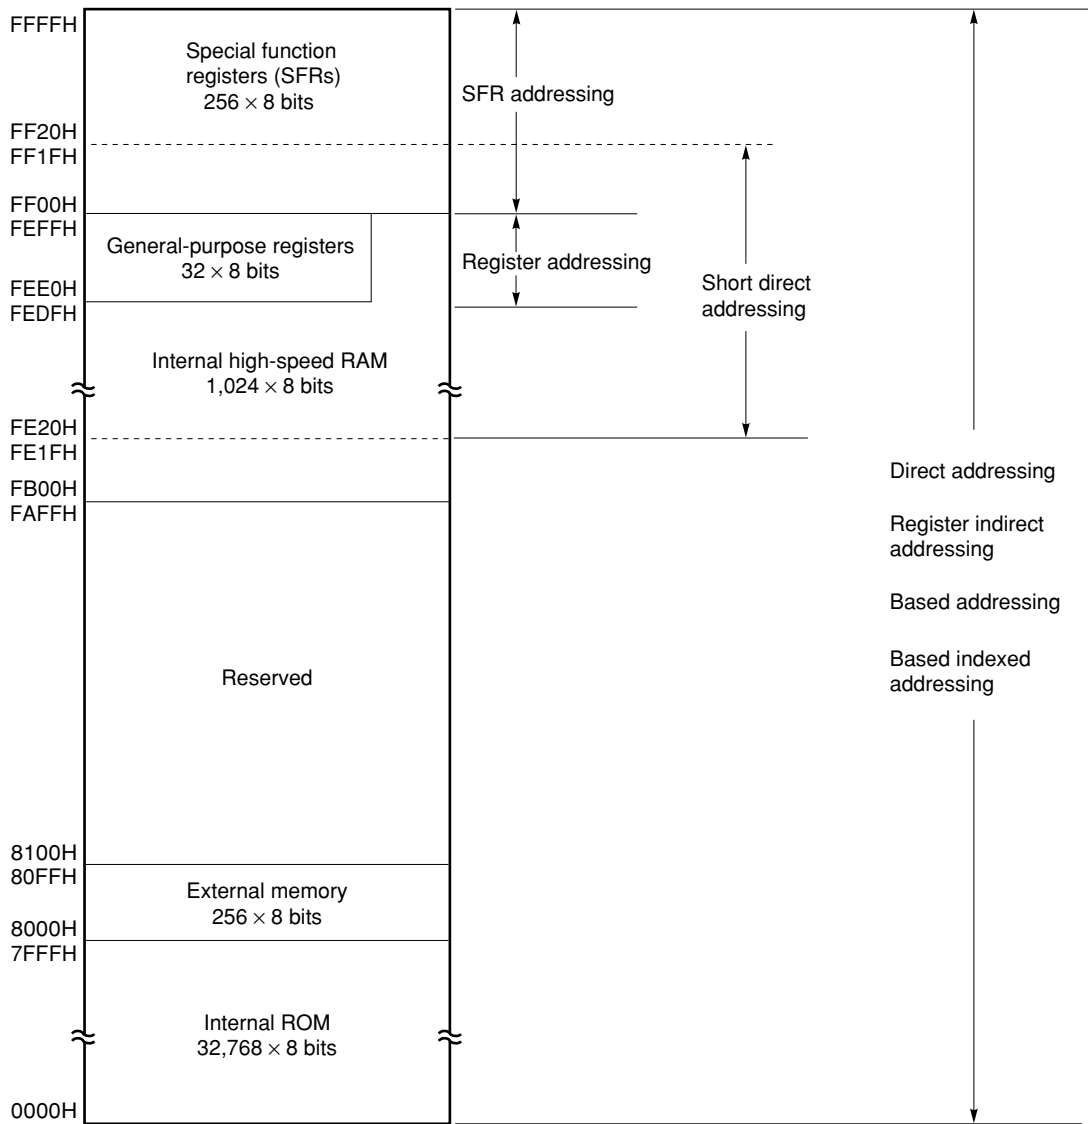 FFFFH
Special function
registers (SFRs)
256 × 8 bits
SFR addressing
FF20H
FF1FH
FF00H
FEFFH
General-purpose registers
32 × 8 bits
Register addressing
Short direct
addressing
FEE0H
FEDFH
Internal high-speed RAM
1,024 × 8 bits
FE20H
FE1FH
FB00H
FAFFH
Direct addressing
Register indirect
addressing
Based addressing
Based indexed
addressing
Reserved
8100H
80FFH
External memory
256 × 8 bits
8000H
7FFFH
Internal ROM
32,768 × 8 bits
0000H